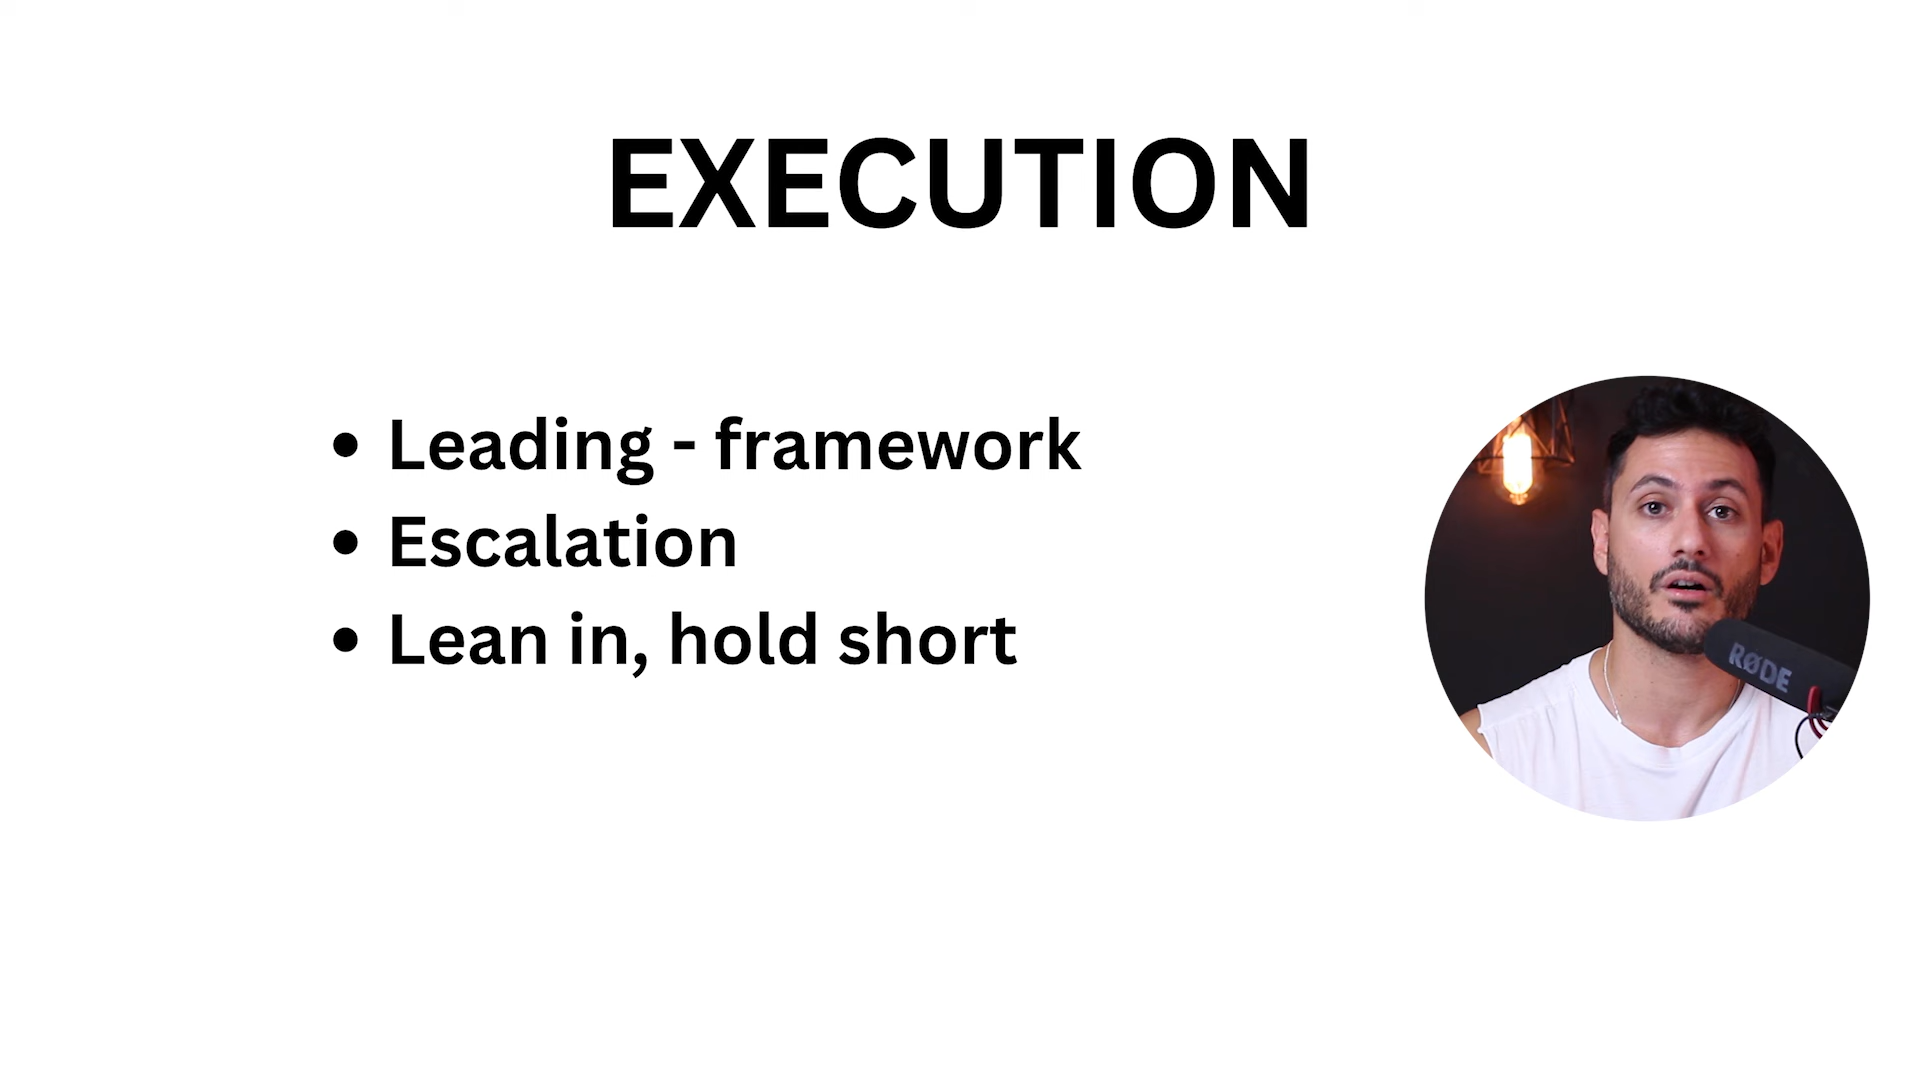 EXECUTION
• Leading - framework
• Escalation
• Lean in, hold short
RØDE